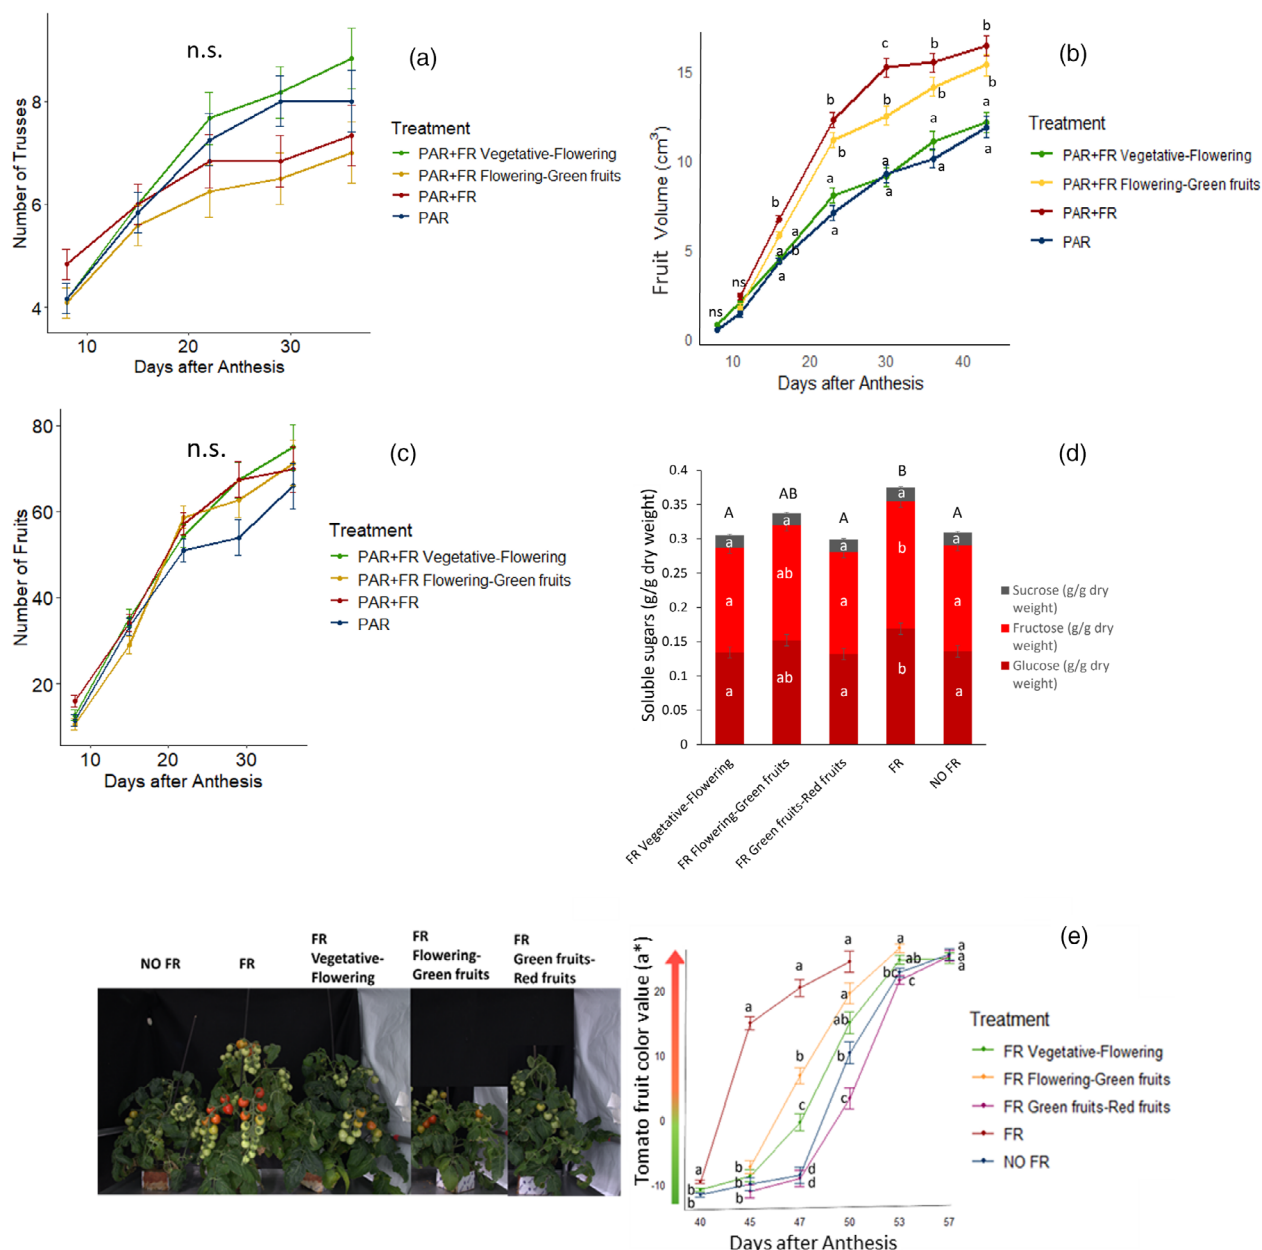 (a)
n.s.
Number of Trusses
8
6
4
10 20 30
Days after Anthesis
Treatment
PAR+FR Vegetative-Flowering
PAR+FR Flowering-Green fruits
PAR+FR
PAR
(b)
Fruit Volume (cm³)
15
10
5
0
10 20 30 40
Days after Anthesis
ns
ns
b
a
a
b
a
b
b
a
a
c
b
a
a
b
b
a
a
b
b
a
a
Treatment
PAR+FR Vegetative-Flowering
PAR+FR Flowering-Green fruits
PAR+FR
PAR
(c)
n.s.
Number of Fruits
80
60
40
20
10 20 30
Days after Anthesis
Treatment
PAR+FR Vegetative-Flowering
PAR+FR Flowering-Green fruits
PAR+FR
PAR
(d)
Soluble sugars (g/g dry weight)
0.4
0.35
0.3
0.25
0.2
0.15
0.1
0.05
0
A AB A B A
a a a a a
a ab a b a
a ab a b a
FR Vegetative-Flowering
FR Flowering-Green fruits
FR Green fruits-Red fruits
FR
NO FR
Sucrose (g/g dry
weight)
Fructose (g/g dry
weight)
Glucose (g/g dry
weight)
NO FR
FR
FR
Vegetative-
Flowering
FR
Flowering-
Green fruits
FR
Green fruits-
Red fruits
(e)
Tomato fruit color value (a*)
20
10
0
-10
40 45 47 50 53 57
Days after Anthesis
a
b
b
a
b
b
b
a
b
c
d
d
a
a
ab
b
c
a
ab
bc
c
a
a
a
Treatment
FR Vegetative-Flowering
FR Flowering-Green fruits
FR Green fruits-Red fruits
FR
NO FR